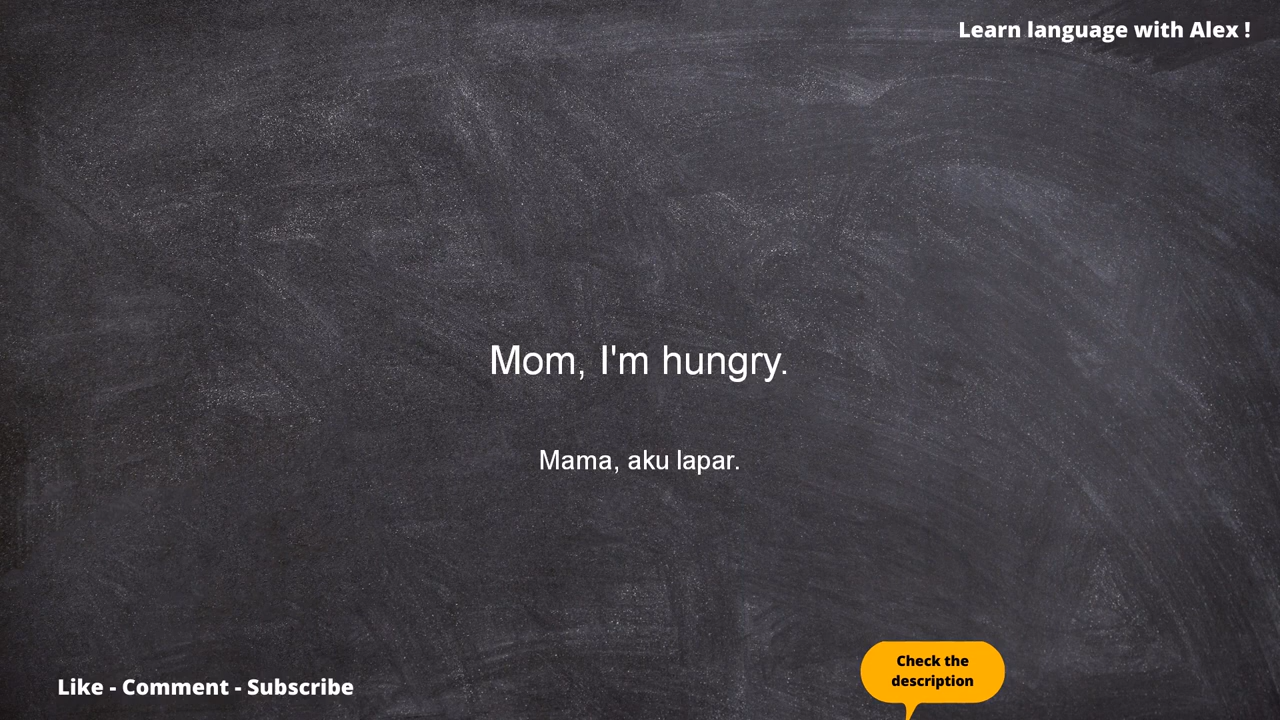 Learn language with Alex !
Mom, I'm hungry.
Mama, aku lapar.
Check the
description
Like - Comment - Subscribe